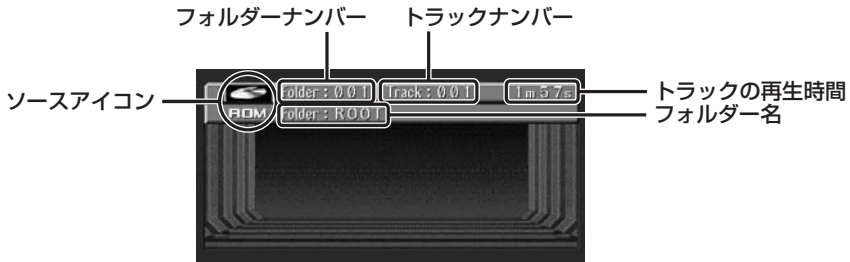 フォルダーナンバー トラックナンバー
ソースアイコン
Folder:001 Track:001 1m57s
トラックの再生時間
ROM Folder:ROOT
フォルダー名